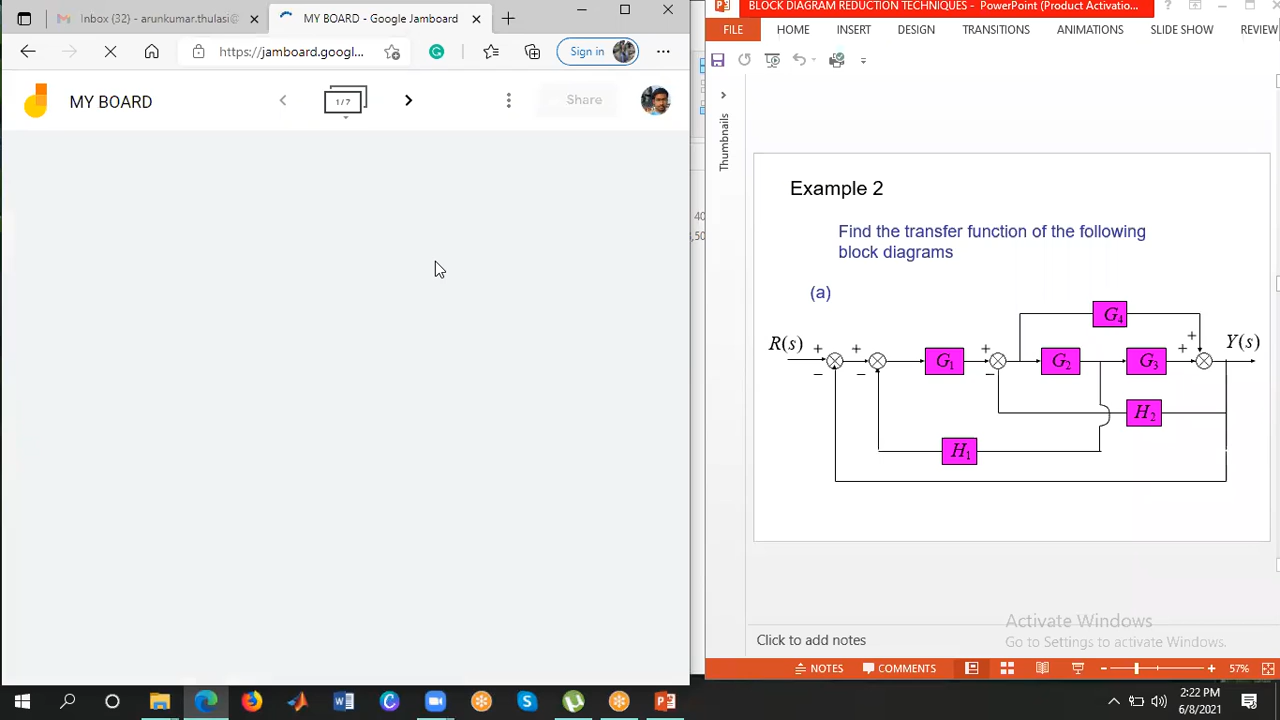 Inbox (9) - arunkumar.thulasi@
MY BOARD - Google Jamboard
https://jamboard.googl...
Sign in
MY BOARD
1/7
Share
BLOCK DIAGRAM REDUCTION TECHNIQUES - PowerPoint (Product Activatio...
FILE HOME INSERT DESIGN TRANSITIONS ANIMATIONS SLIDE SHOW REVIEW
Thumbnails
40
,50
Example 2
Find the transfer function of the following
block diagrams
(a)
G4
R(s) + + + + + Y(s)
G1 G2 G3
− − −
H2
H1
Activate Windows
Go to Settings to activate Windows.
Click to add notes
NOTES COMMENTS 57%
2:22 PM
6/8/2021